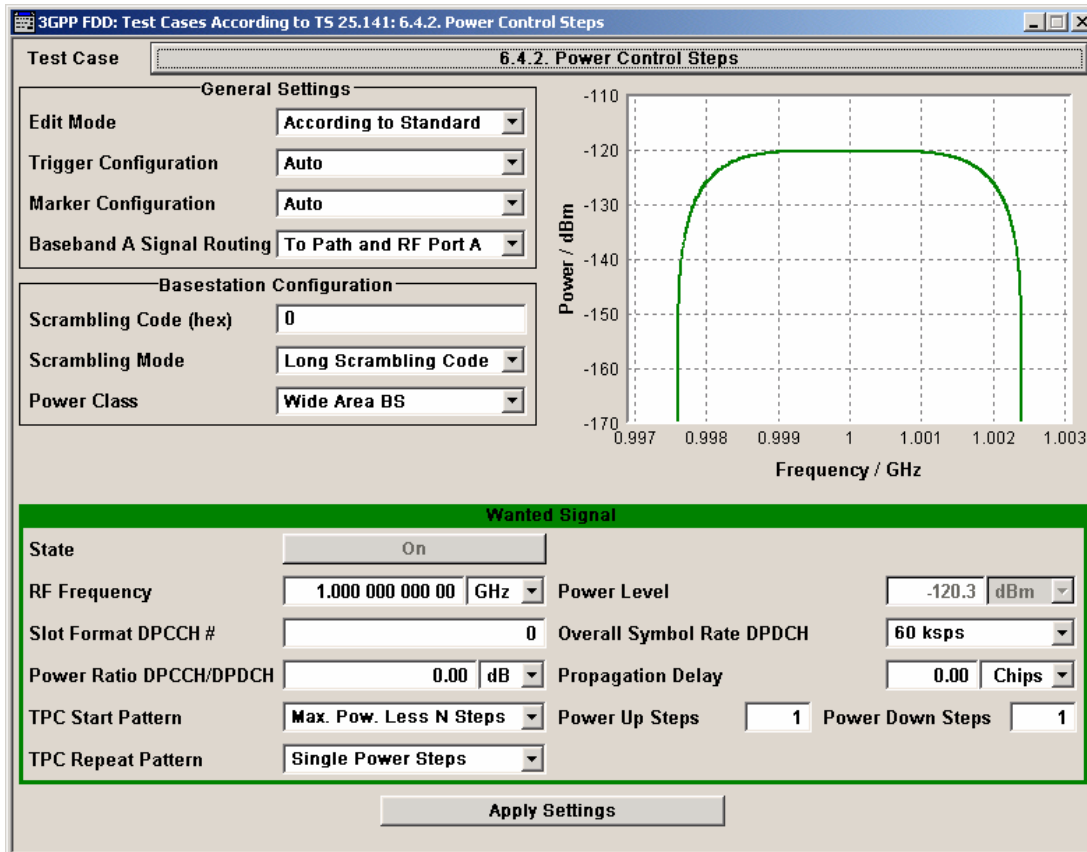 3GPP FDD: Test Cases According to TS 25.141: 6.4.2. Power Control Steps
Test Case 6.4.2. Power Control Steps
General Settings
Edit Mode According to Standard
Trigger Configuration Auto
Marker Configuration Auto
Baseband A Signal Routing To Path and RF Port A
Basestation Configuration
Scrambling Code (hex) 0
Scrambling Mode Long Scrambling Code
Power Class Wide Area BS
Power / dBm
-110
-120
-130
-140
-150
-160
-170
0.997 0.998 0.999 1 1.001 1.002 1.003
Frequency / GHz
Wanted Signal
State On
RF Frequency 1.000 000 000 00 GHz Power Level -120.3 dBm
Slot Format DPCCH # 0 Overall Symbol Rate DPDCH 60 ksps
Power Ratio DPCCH/DPDCH 0.00 dB Propagation Delay 0.00 Chips
TPC Start Pattern Max. Pow. Less N Steps Power Up Steps 1 Power Down Steps 1
TPC Repeat Pattern Single Power Steps
Apply Settings